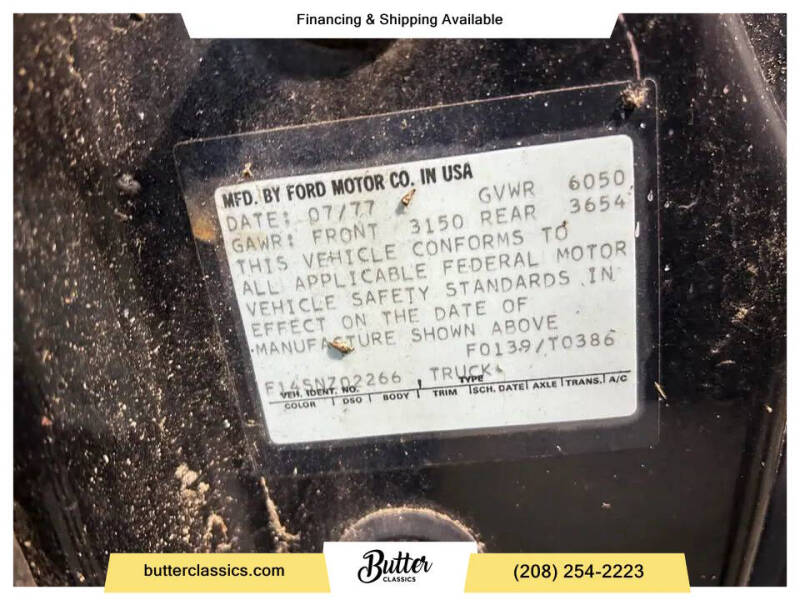 Financing & Shipping Available
MFD. BY FORD MOTOR CO. IN USA
DATE: 07/77 GVWR 6050
GAWR: FRONT 3150 REAR 3654
THIS VEHICLE CONFORMS TO
ALL APPLICABLE FEDERAL MOTOR
VEHICLE SAFETY STANDARDS IN
EFFECT ON THE DATE OF
MANUFACTURE SHOWN ABOVE
F0139/T0386
F14SNZ02266 TRUCK
VEH. IDENT. NO. TYPE
COLOR DSO BODY TRIM SCH. DATE AXLE TRANS. A/C
butterclassics.com
Butter
CLASSICS
(208) 254-2223